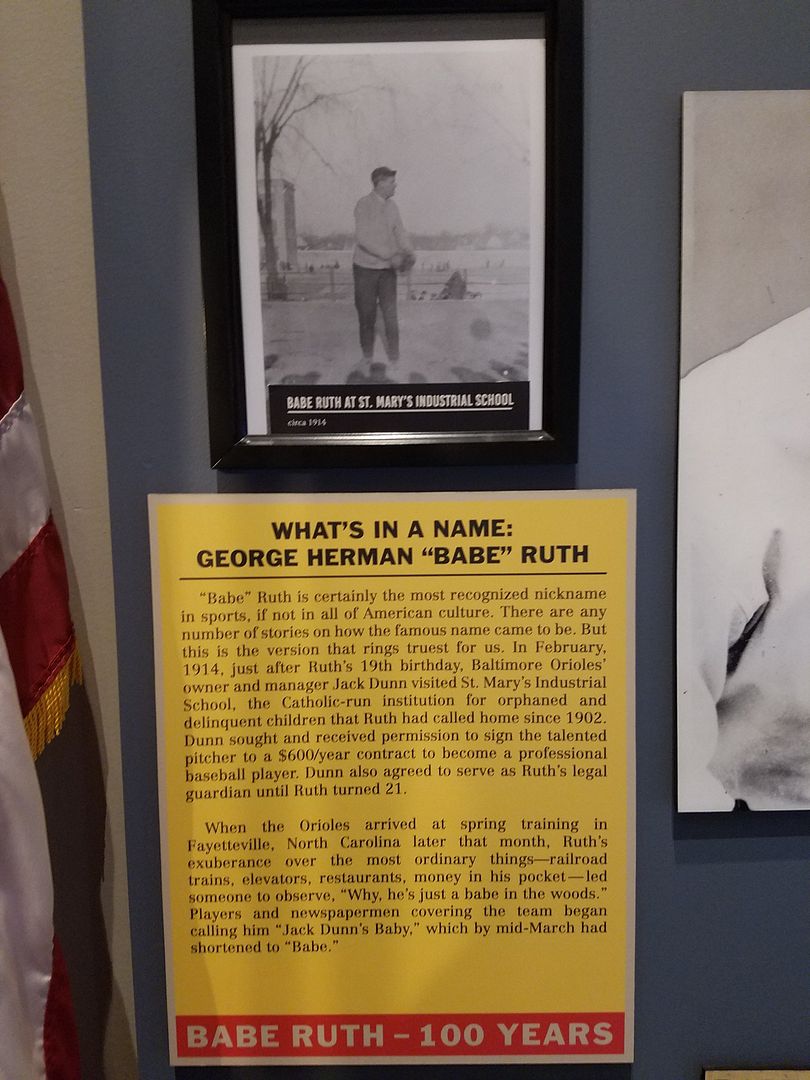 BABE RUTH AT ST. MARY'S INDUSTRIAL SCHOOL
circa 1914
WHAT'S IN A NAME:
GEORGE HERMAN "BABE" RUTH
"Babe" Ruth is certainly the most recognized nickname
in sports, if not in all of American culture. There are any
number of stories on how the famous name came to be. But
this is the version that rings truest for us. In February,
1914, just after Ruth's 19th birthday, Baltimore Orioles'
owner and manager Jack Dunn visited St. Mary's Industrial
School, the Catholic-run institution for orphaned and
delinquent children that Ruth had called home since 1902.
Dunn sought and received permission to sign the talented
pitcher to a $600/year contract to become a professional
baseball player. Dunn also agreed to serve as Ruth's legal
guardian until Ruth turned 21.
When the Orioles arrived at spring training in
Fayetteville, North Carolina later that month, Ruth's
exuberance over the most ordinary things—railroad
trains, elevators, restaurants, money in his pocket—led
someone to observe, "Why, he's just a babe in the woods."
Players and newspapermen covering the team began
calling him "Jack Dunn's Baby," which by mid-March had
shortened to "Babe."
BABE RUTH – 100 YEARS